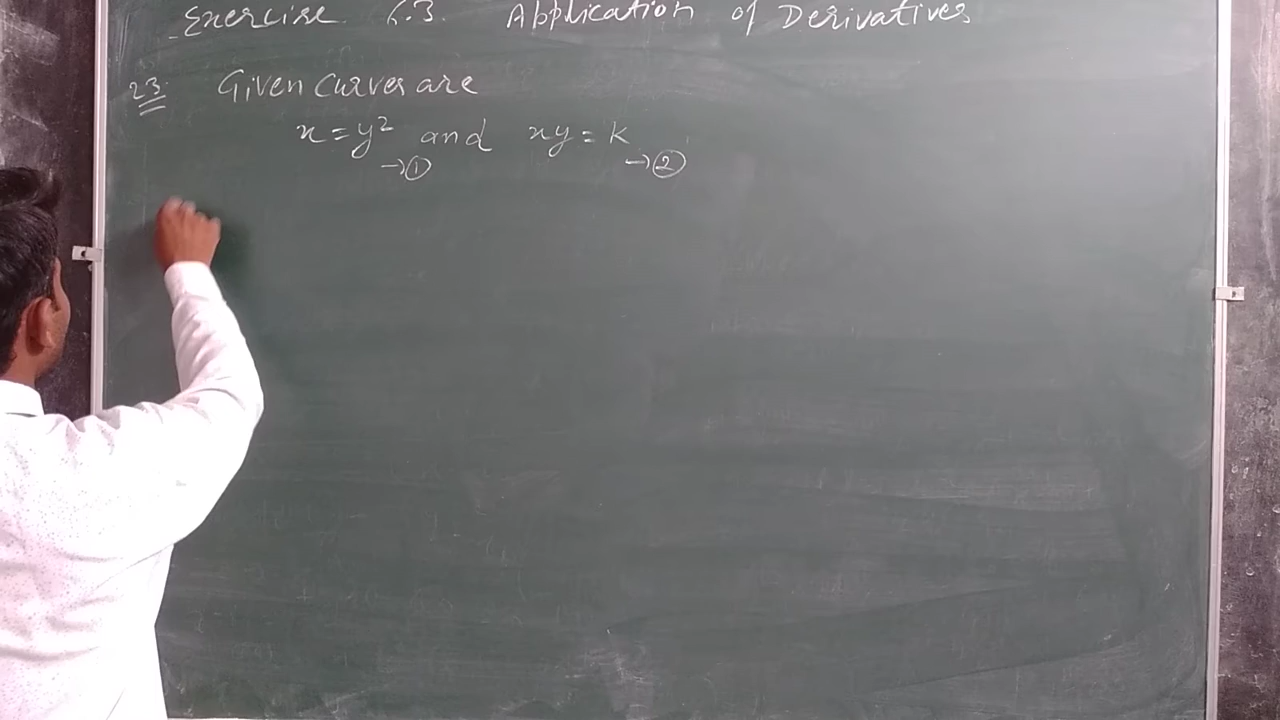 Exercise 6.3. Application of Derivatives
23. Given curves are
x = y² and xy = k
→① →②